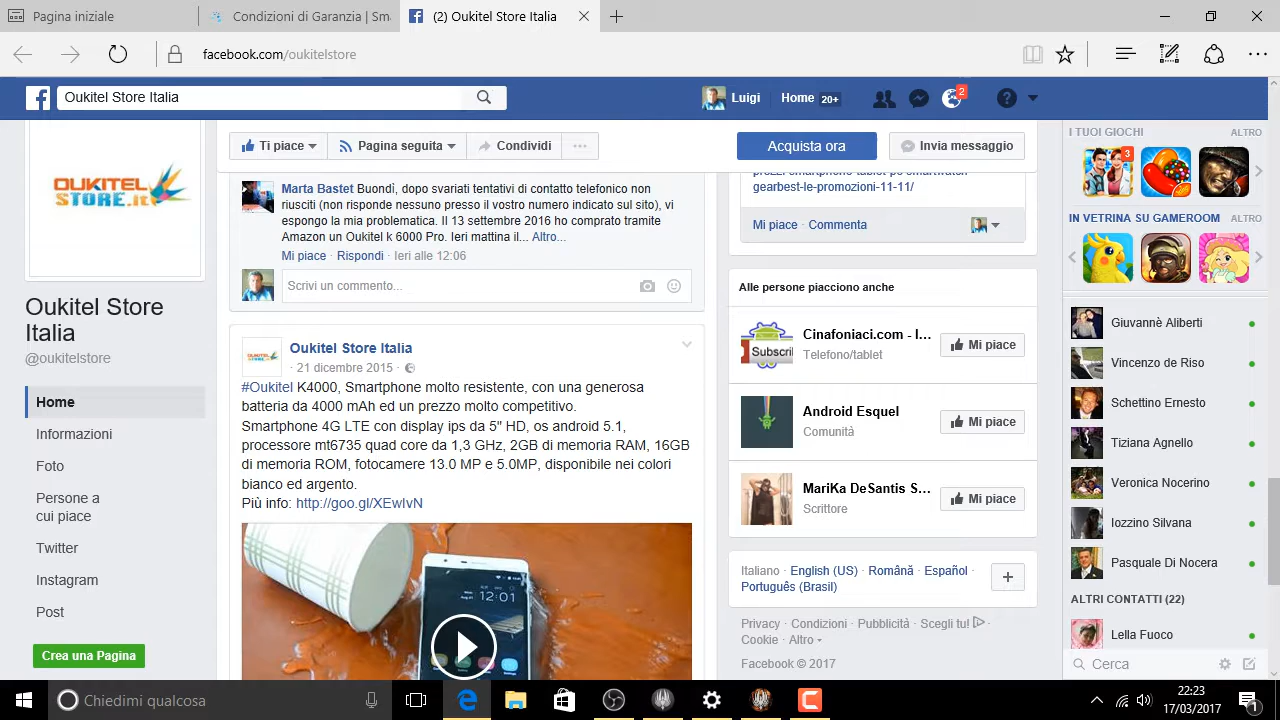 Pagina iniziale
Condizioni di Garanzia | Sm
(2) Oukitel Store Italia
facebook.com/oukitelstore
Oukitel Store Italia
Luigi
Home 20+
2
OUKITEL
STORE.it
Oukitel Store
Italia
@oukitelstore
Home
Informazioni
Foto
Persone a
cui piace
Twitter
Instagram
Post
Crea una Pagina
Ti piace
Pagina seguita
Condividi
Acquista ora
Invia messaggio
Marta Bastet Buondì, dopo svariati tentativi di contatto telefonico non
riusciti (non risponde nessuno presso il vostro numero indicato sul sito), vi
espongo la mia problematica. Il 13 settembre 2016 ho comprato tramite
Amazon un Oukitel k 6000 Pro. Ieri mattina il... Altro...
Mi piace · Rispondi · Ieri alle 12:06
Scrivi un commento...
Oukitel Store Italia
· 21 dicembre 2015 ·
#Oukitel K4000, Smartphone molto resistente, con una generosa
batteria da 4000 mAh ed un prezzo molto competitivo.
Smartphone 4G LTE con display ips da 5" HD, os android 5.1,
processore mt6735 quad core da 1,3 GHz, 2GB di memoria RAM, 16GB
di memoria ROM, fotocamere 13.0 MP e 5.0MP, disponibile nei colori
bianco ed argento.
Più info: http://goo.gl/XEwIvN
12:01
gearbest-le-promozioni-11-11/
Mi piace · Commenta
Alle persone piacciono anche
Cinafoniaci.com - I...
Telefono/tablet
Mi piace
Subscri
Android Esquel
Comunità
Mi piace
MariKa DeSantis S...
Scrittore
Mi piace
Italiano · English (US) · Română · Español ·
Português (Brasil)
Privacy · Condizioni · Pubblicità · Scegli tu! ·
Cookie · Altro
Facebook © 2017
I TUOI GIOCHI
ALTRO
3
IN VETRINA SU GAMEROOM
ALTRO
Giuvannè Aliberti
Vincenzo de Riso
Schettino Ernesto
Tiziana Agnello
Veronica Nocerino
Iozzino Silvana
Pasquale Di Nocera
ALTRI CONTATTI (22)
Lella Fuoco
Cerca
Chiedimi qualcosa
22:23
17/03/2017
1